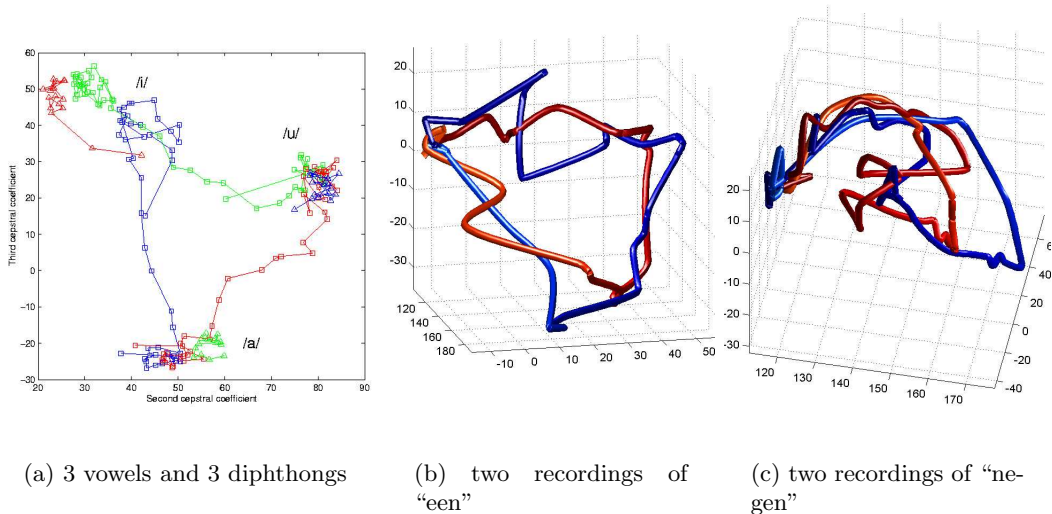 60
50
40
30
20
10
0
−10
−20
−30
20 30 40 50 60 70 80 90
Third cepstral coefficient
Second cepstral coefficient
/i/
/u/
/a/
20
10
0
-10
-20
-30
120
140
160
180
-10 0 10 20 30 40 50
20
10
0
-10
-20
-30
120 130 140 150 160 170
-40
-20
0
20
40
6
(a) 3 vowels and 3 diphthongs
(b) two recordings of
“een”
(c) two recordings of “ne-
gen”